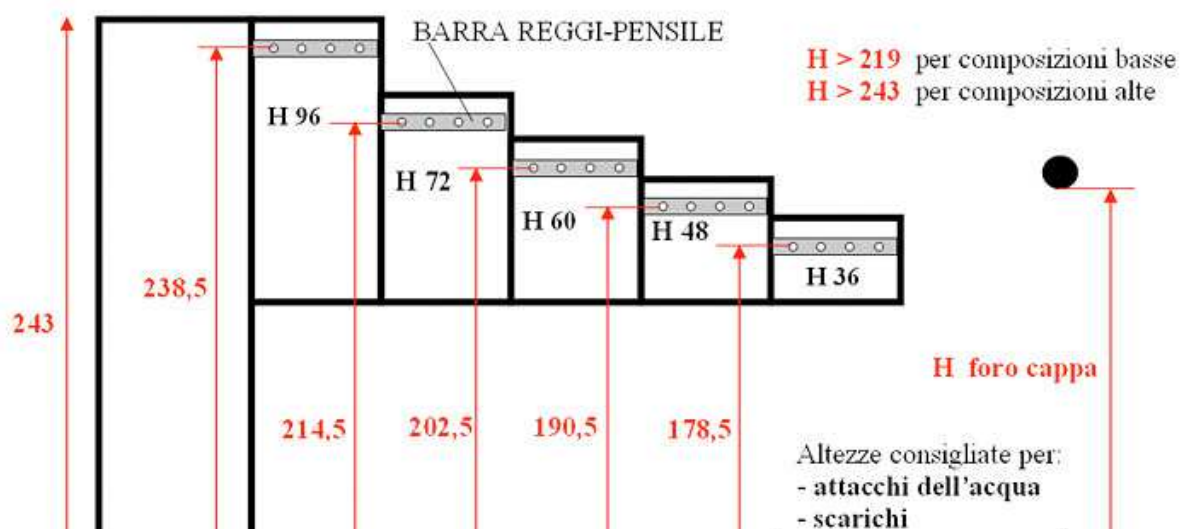 BARRA REGGI-PENSILE
H > 219 per composizioni basse
H > 243 per composizioni alte
H 96
H 72
H 60
H 48
H 36
238,5
243
214,5
202,5
190,5
178,5
H foro cappa
Altezze consigliate per:
- attacchi dell'acqua
- scarichi